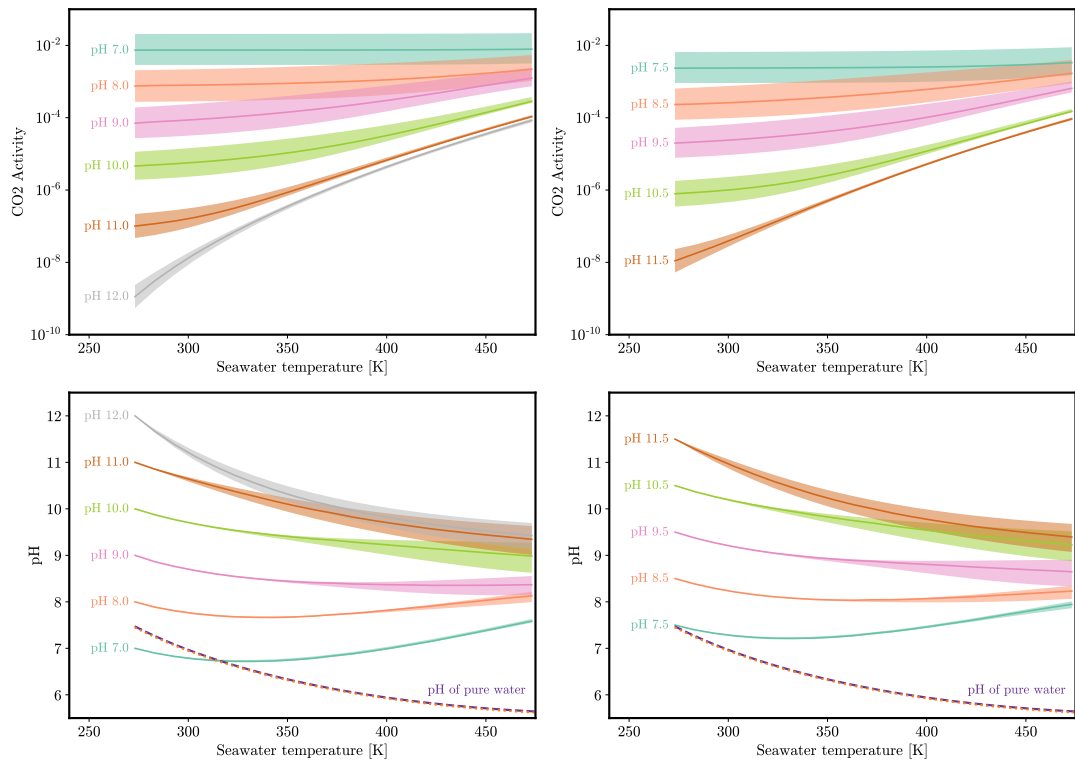 10⁻²
10⁻⁴
10⁻⁶
10⁻⁸
10⁻¹⁰
CO2 Activity
pH 7.0
pH 8.0
pH 9.0
pH 10.0
pH 11.0
pH 12.0
250 300 350 400 450
Seawater temperature [K]
10⁻²
10⁻⁴
10⁻⁶
10⁻⁸
10⁻¹⁰
CO2 Activity
pH 7.5
pH 8.5
pH 9.5
pH 10.5
pH 11.5
250 300 350 400 450
Seawater temperature [K]
12
11
10
9
8
7
6
pH
pH 12.0
pH 11.0
pH 10.0
pH 9.0
pH 8.0
pH 7.0
pH of pure water
250 300 350 400 450
Seawater temperature [K]
12
11
10
9
8
7
6
pH
pH 11.5
pH 10.5
pH 9.5
pH 8.5
pH 7.5
pH of pure water
250 300 350 400 450
Seawater temperature [K]